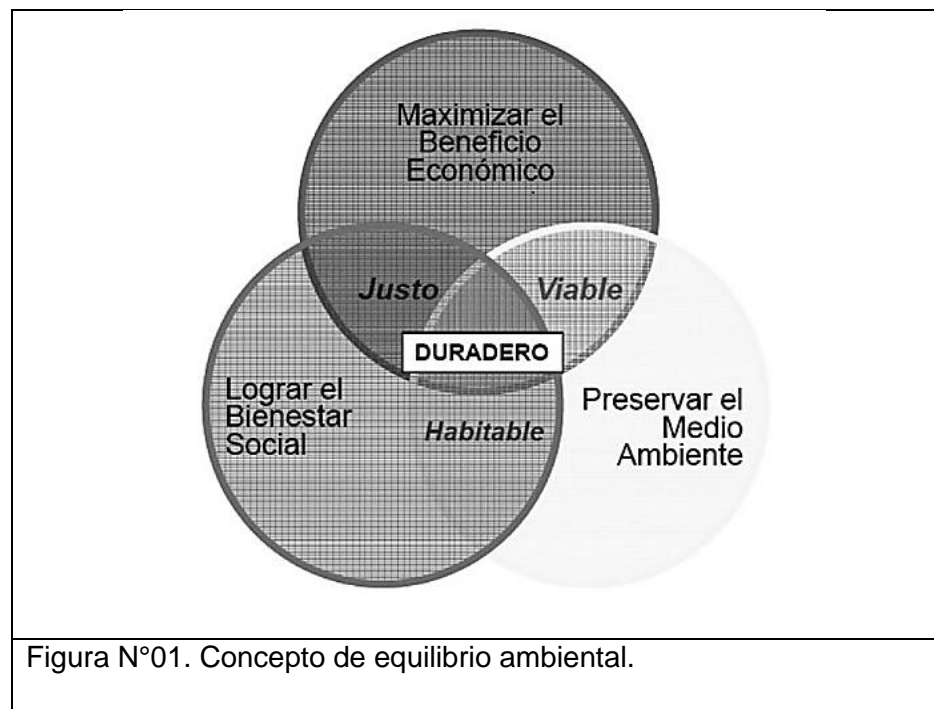 Maximizar el
Beneficio
Económico
Justo
Viable
DURADERO
Lograr el
Bienestar
Social
Habitable
Preservar el
Medio
Ambiente
Figura N°01. Concepto de equilibrio ambiental.